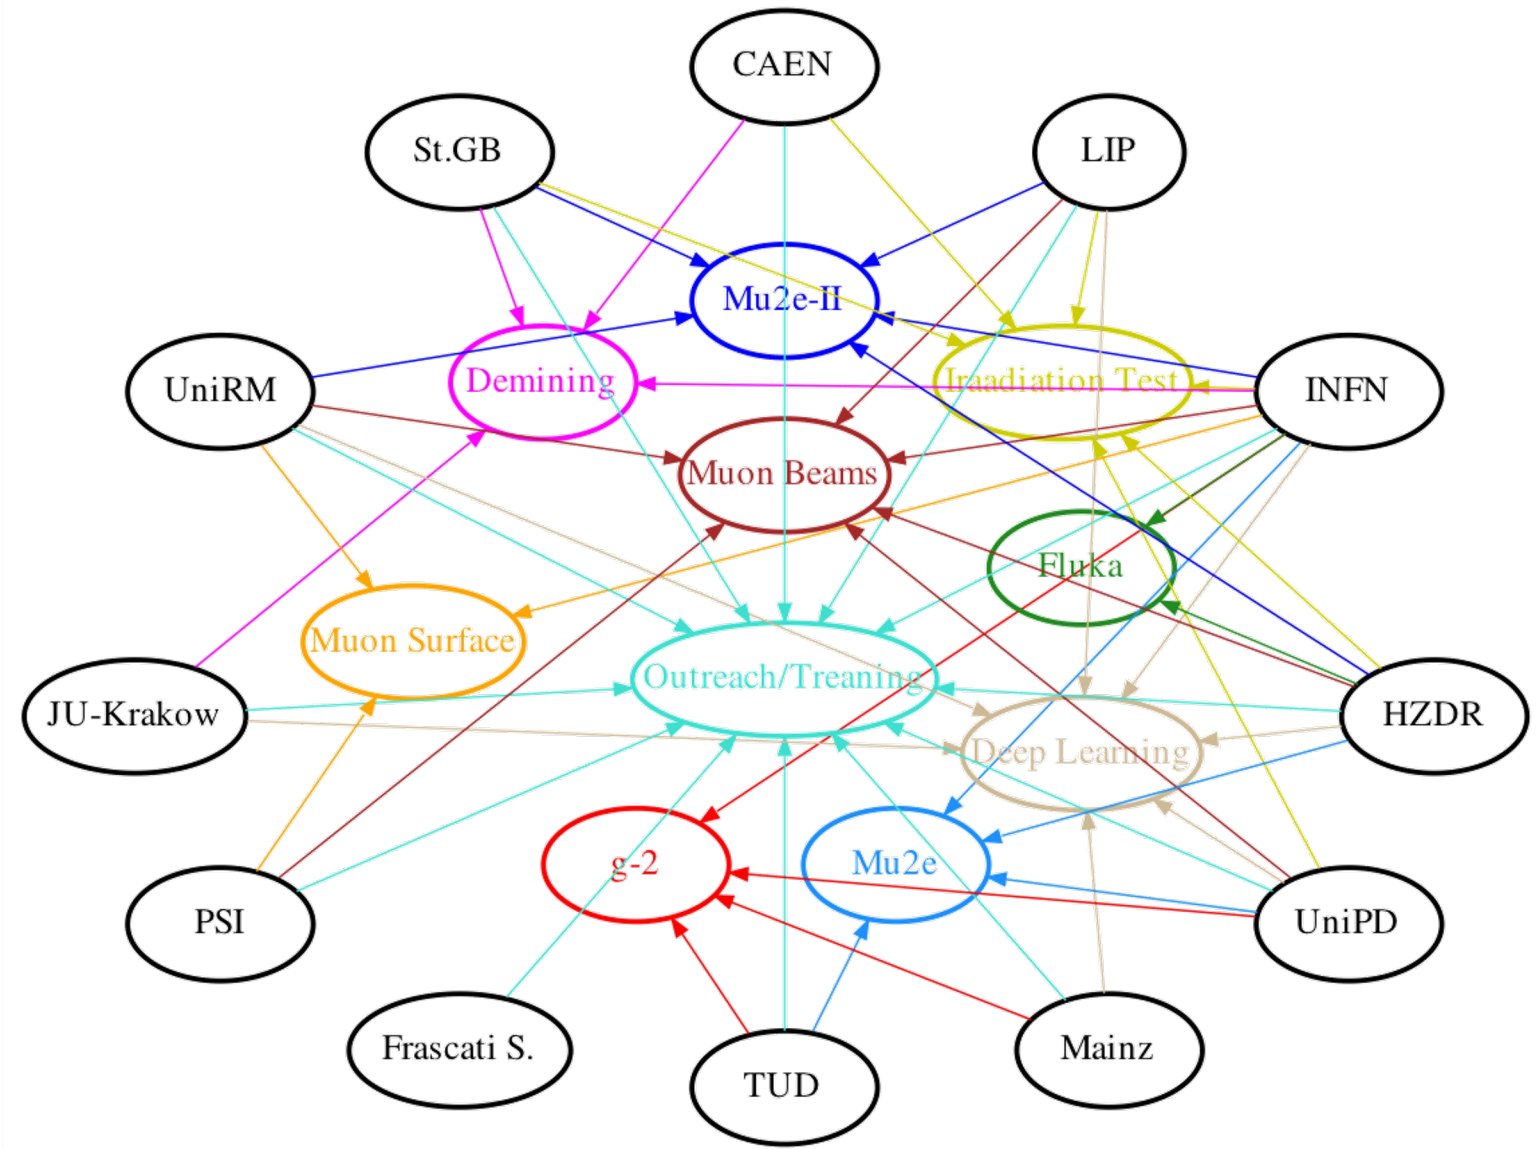 CAEN
St.GB
LIP
Mu2e-II
Demining
Iraadiation Test
UniRM
INFN
Muon Beams
Fluka
Muon Surface
Outreach/Treaning
JU-Krakow
HZDR
Deep Learning
g-2
Mu2e
PSI
UniPD
Frascati S.
TUD
Mainz